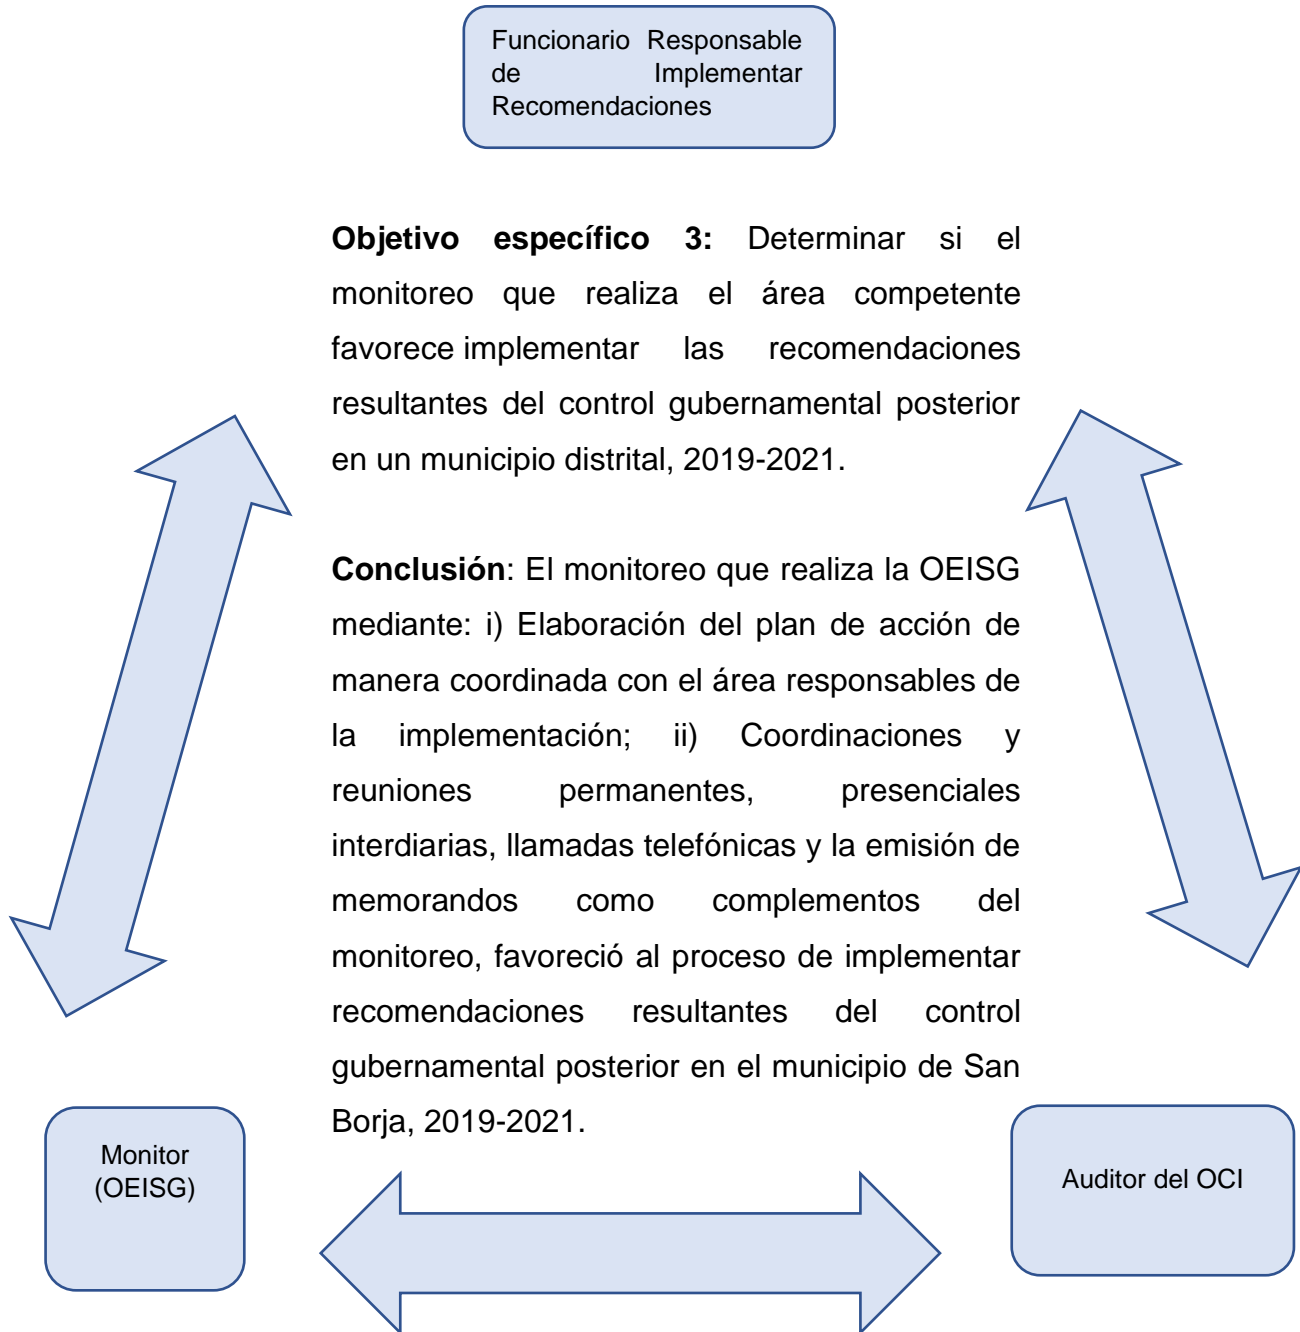 Funcionario Responsable
de Implementar
Recomendaciones
Objetivo específico 3: Determinar si el
monitoreo que realiza el área competente
favorece implementar las recomendaciones
resultantes del control gubernamental posterior
en un municipio distrital, 2019-2021.
Conclusión: El monitoreo que realiza la OEISG
mediante: i) Elaboración del plan de acción de
manera coordinada con el área responsables de
la implementación; ii) Coordinaciones y
reuniones permanentes, presenciales
interdiarias, llamadas telefónicas y la emisión de
memorandos como complementos del
monitoreo, favoreció al proceso de implementar
recomendaciones resultantes del control
gubernamental posterior en el municipio de San
Borja, 2019-2021.
Monitor
(OEISG)
Auditor del OCI